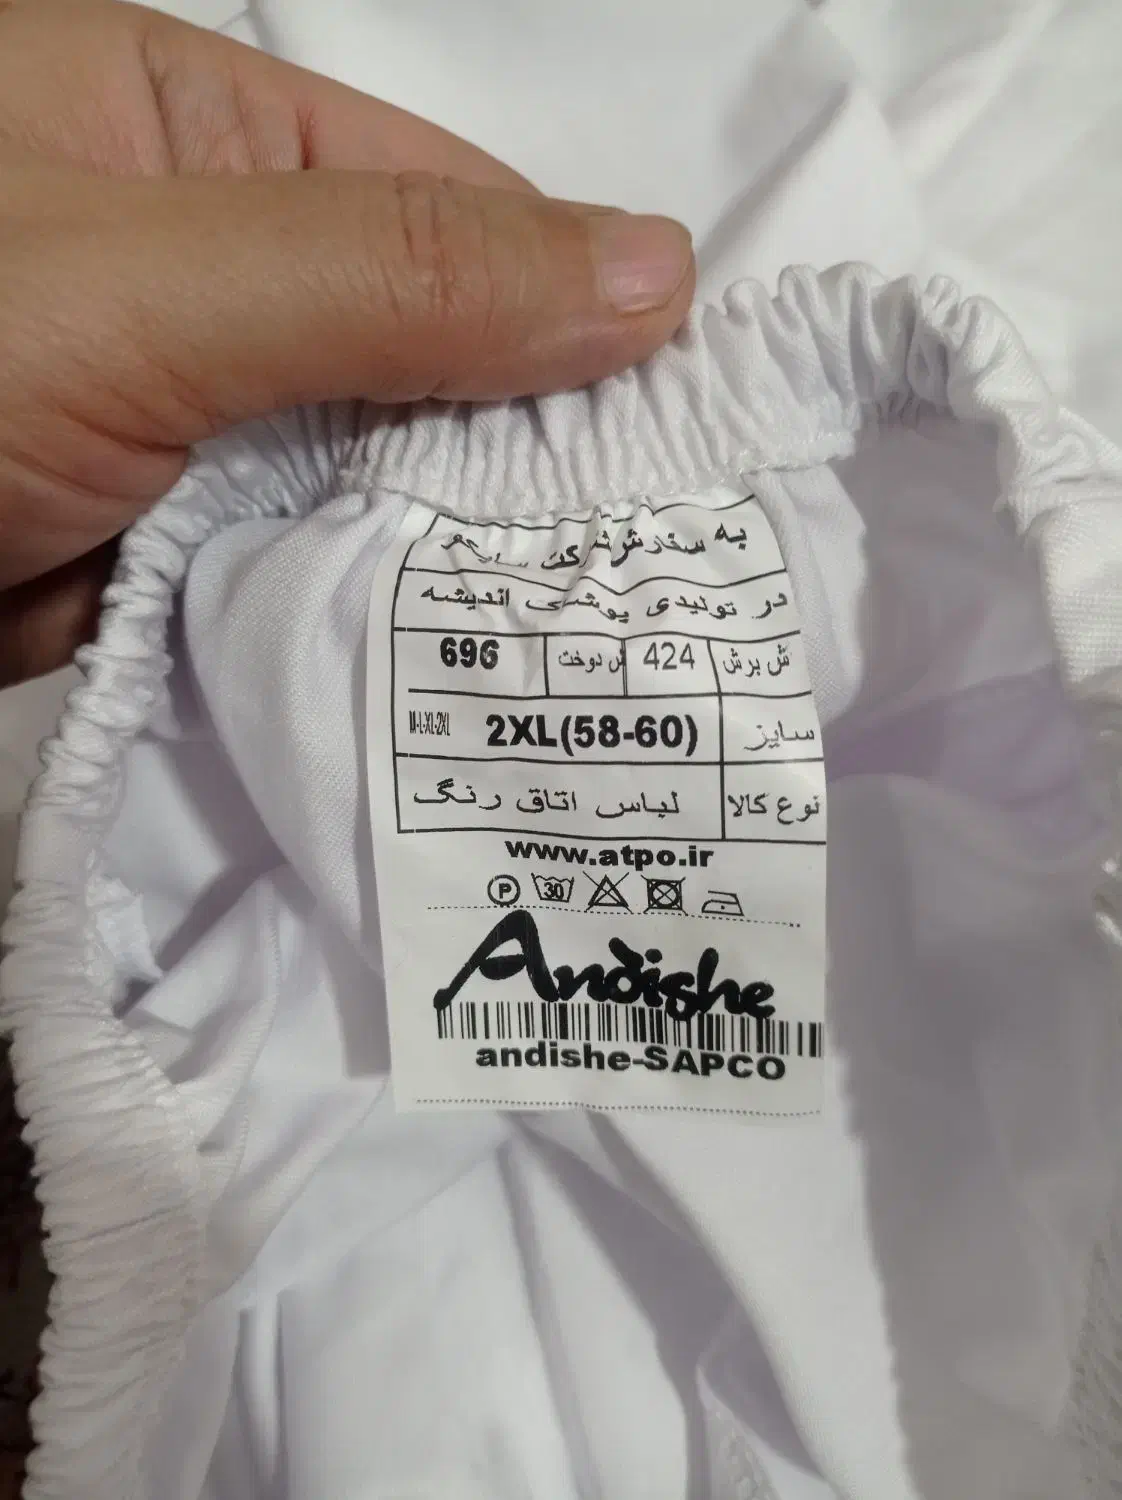 به سفارش شرکت ساپکو
در تولیدی پوشش اندیشه
ش برش 424 ش دوخت 696
سایز 2XL(58-60) M-L-XL-2XL
نوع کالا لباس اتاق رنگ
www.atpo.ir
P 30
Andishe
andishe-SAPCO